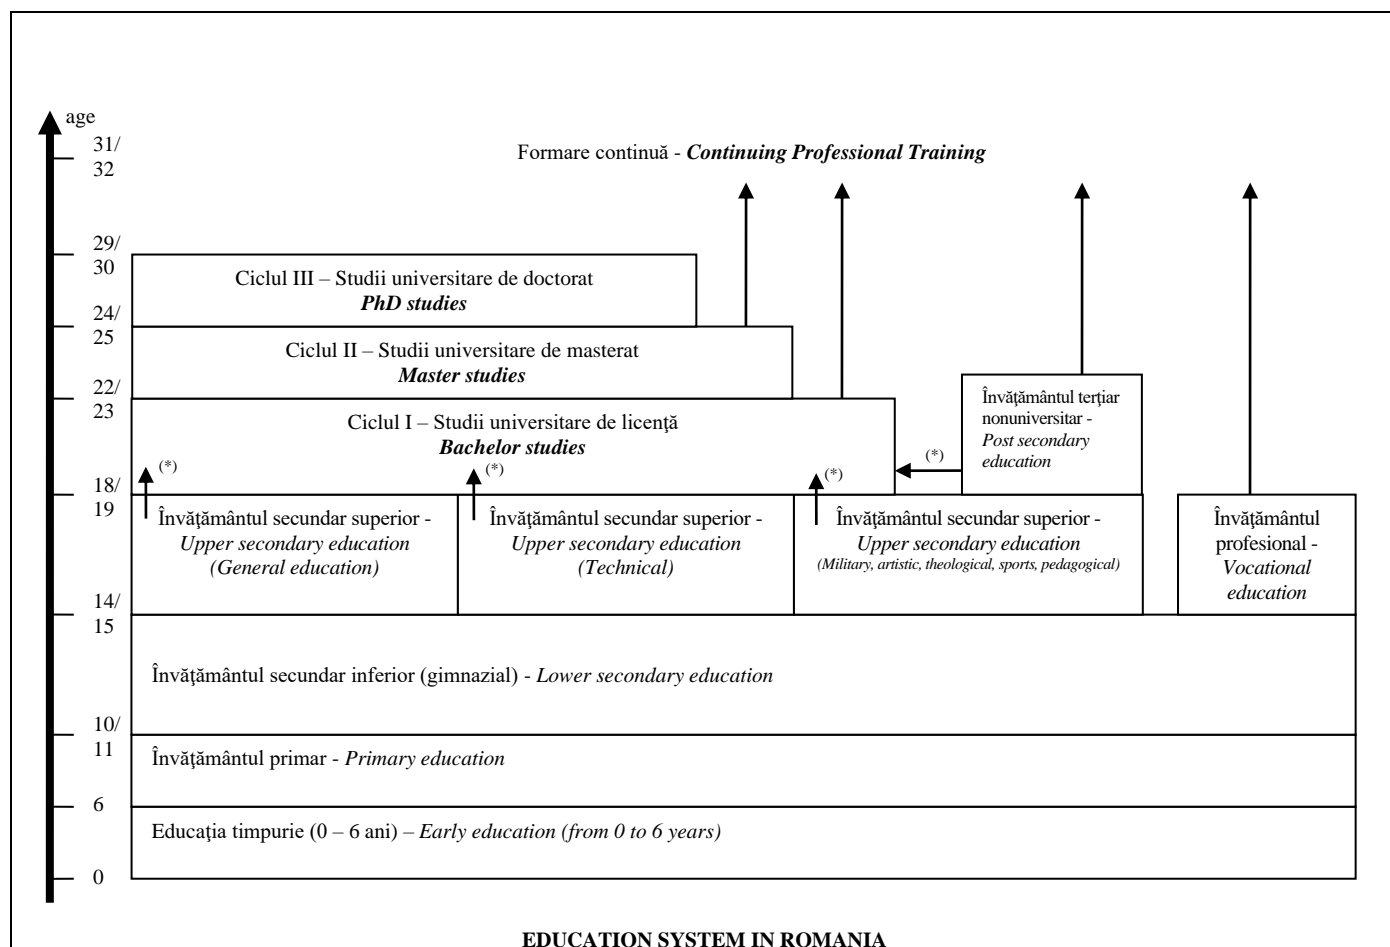 age
31/
32
Formare continuă - Continuing Professional Training
29/
30
Ciclul III – Studii universitare de doctorat
PhD studies
24/
25
Ciclul II – Studii universitare de masterat
Master studies
22/
23
Ciclul I – Studii universitare de licenţă
Bachelor studies
Învăţământul terţiar
nonuniversitar -
Post secondary
education
(*)
(*)
(*)
(*)
18/
19
Învăţământul secundar superior -
Upper secondary education
(General education)
Învăţământul secundar superior -
Upper secondary education
(Technical)
Învăţământul secundar superior -
Upper secondary education
(Military, artistic, theological, sports, pedagogical)
Învăţământul
profesional -
Vocational
education
14/
15
Învăţământul secundar inferior (gimnazial) - Lower secondary education
10/
11
Învăţământul primar - Primary education
6
Educaţia timpurie (0 – 6 ani) – Early education (from 0 to 6 years)
0
EDUCATION SYSTEM IN ROMANIA